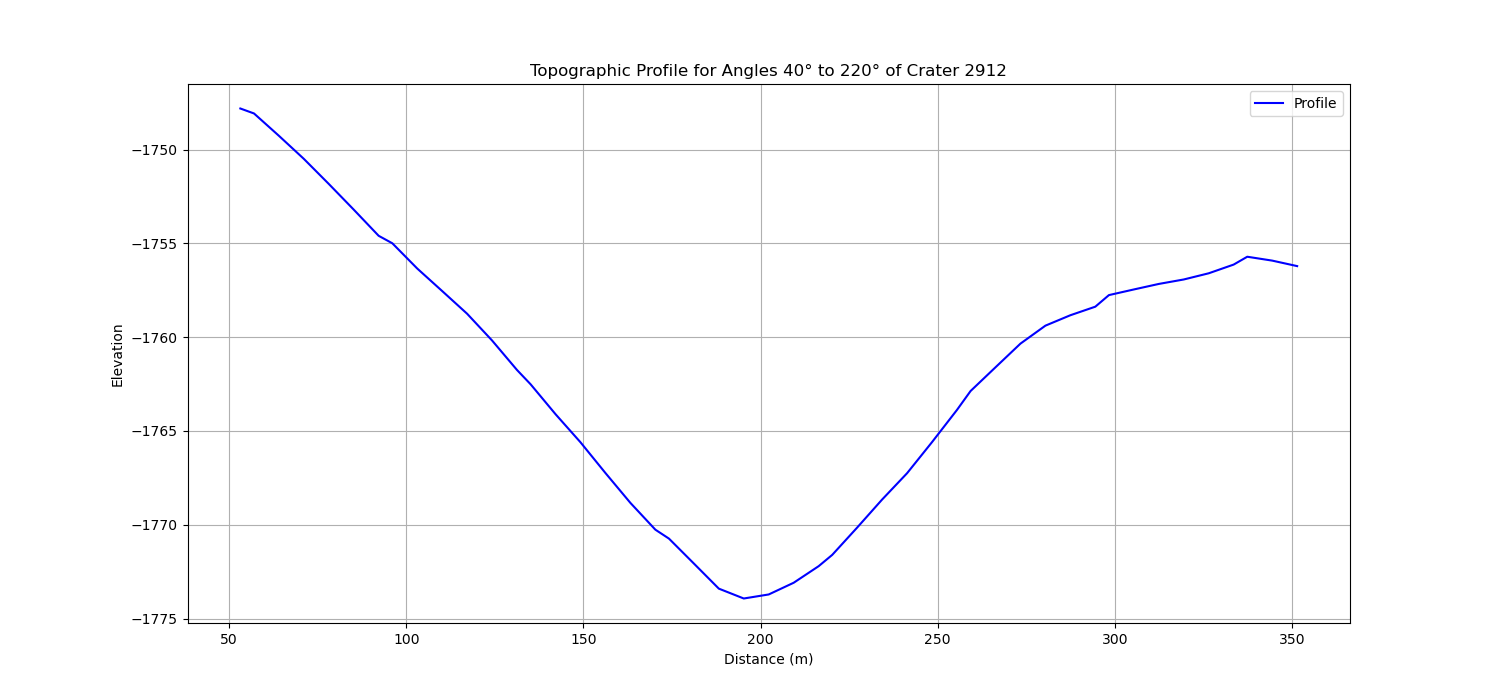 Topographic Profile for Angles 40° to 220° of Crater 2912
Profile
−1750
−1755
−1760
−1765
−1770
−1775
Elevation
50 100 150 200 250 300 350
Distance (m)